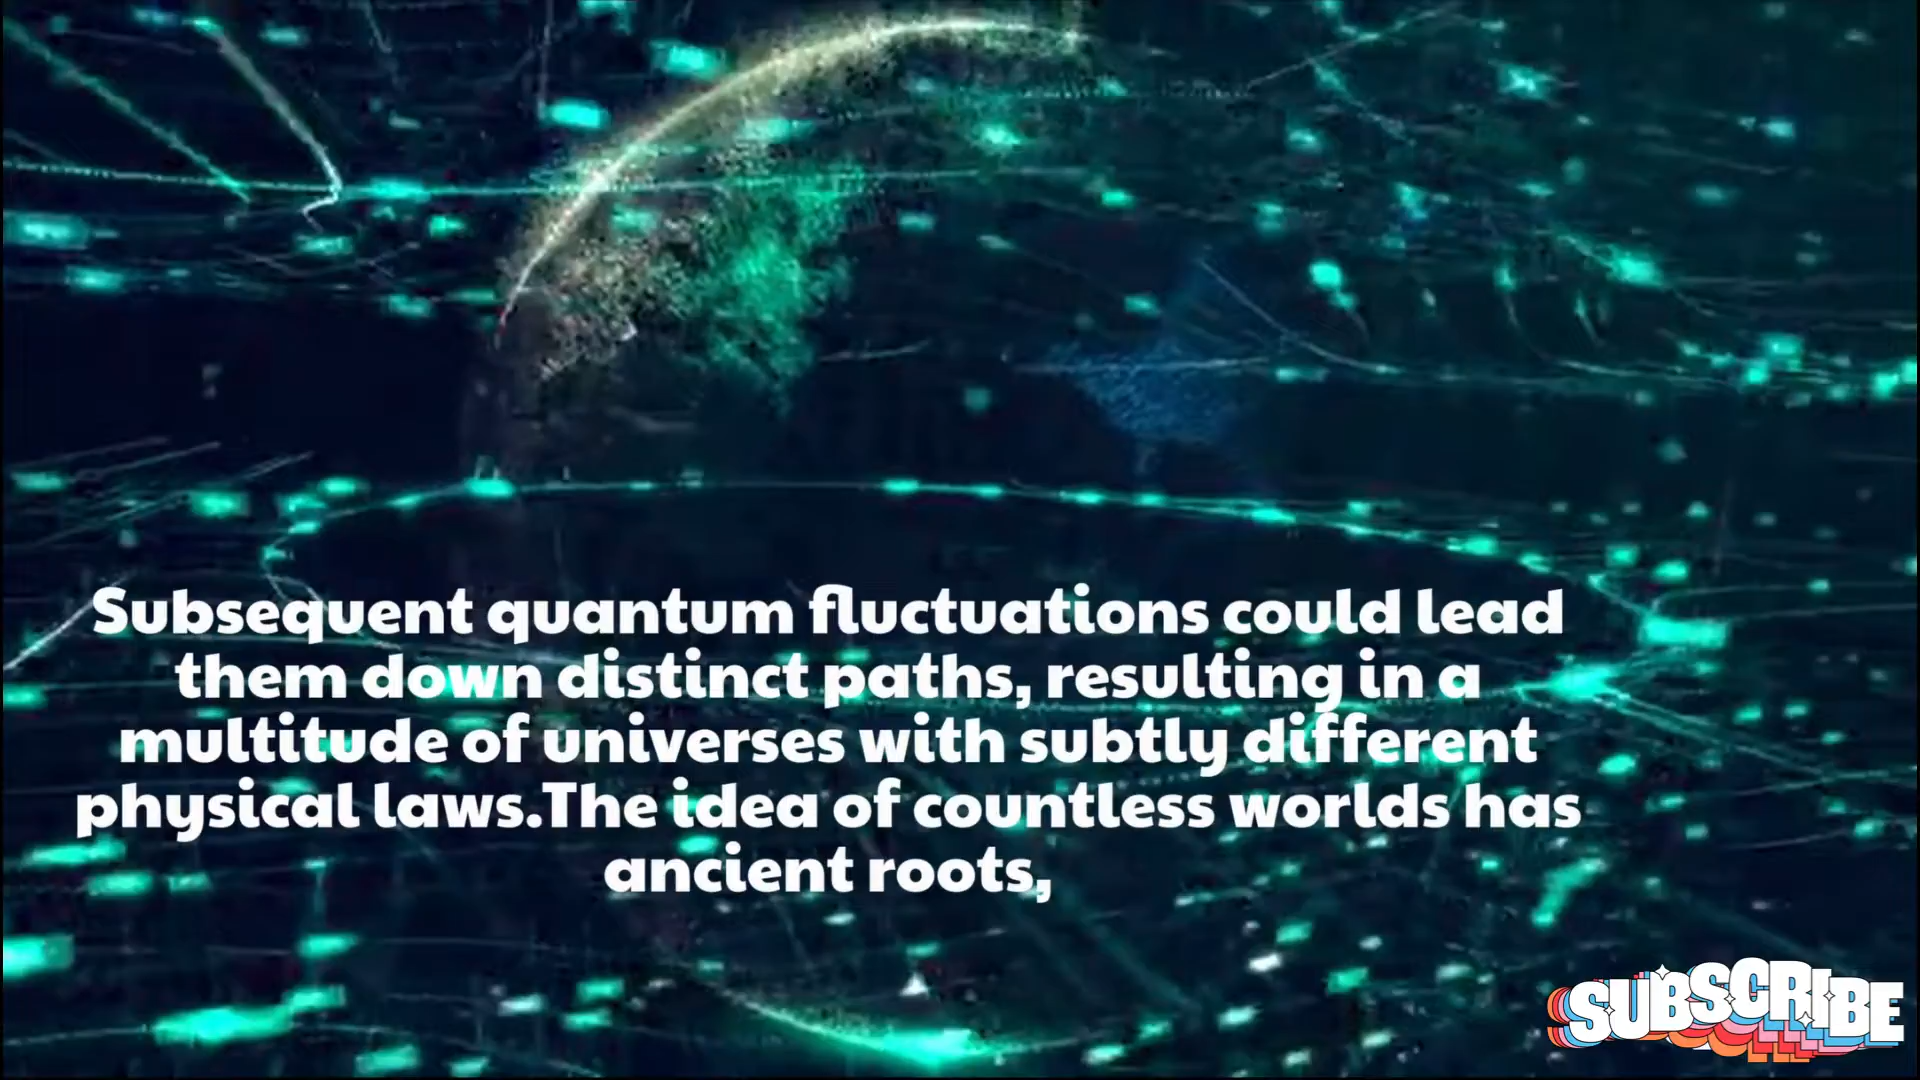 Subsequent quantum fluctuations could lead
them down distinct paths, resulting in a
multitude of universes with subtly different
physical laws.The idea of countless worlds has
ancient roots,
SUBSCRIBE